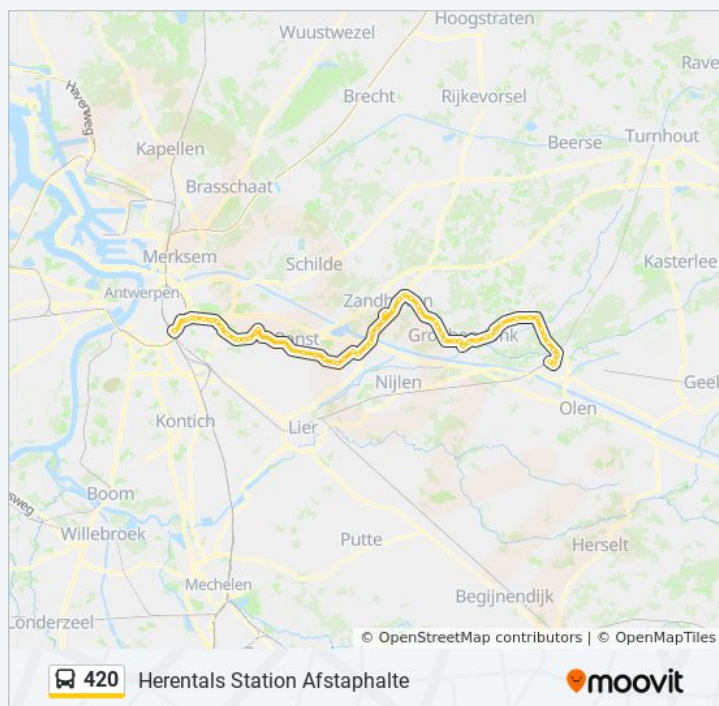 Hoogstraten
Wuustwezel
Rave
Havenweg
Brecht
Rijkevorsel
Kapellen
Beerse
Turnhout
Brasschaat
Merksem
Schilde
Kasterlee
Antwerpen
Zandhoven
Ranst
Grobbendonk
Nijlen
Geel
Kontich
Lier
Olen
sweg
Boom
Willebroek
Putte
Herselt
Mechelen
Begijnendijk
Londerzeel
© OpenStreetMap contributors | © OpenMapTiles
420 Herentals Station Afstaphalte
moovit